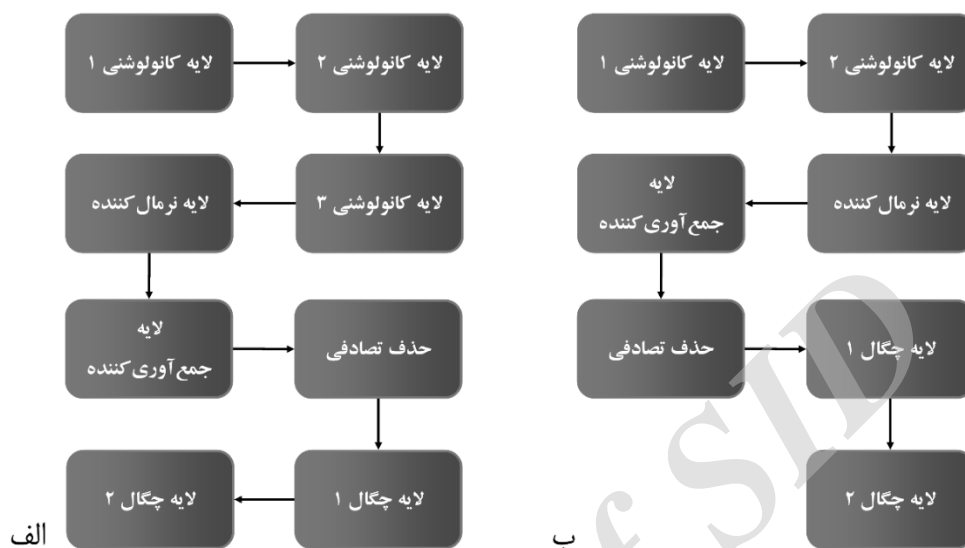 لایه کانولوشنی ۱
لایه کانولوشنی ۲
لایه کانولوشنی ۳
لایه نرمال‌کننده
لایه
جمع‌آوری‌کننده
حذف تصادفی
لایه چگال ۱
لایه چگال ۲
الف
لایه کانولوشنی ۱
لایه کانولوشنی ۲
لایه نرمال‌کننده
لایه
جمع‌آوری‌کننده
حذف تصادفی
لایه چگال ۱
لایه چگال ۲
ب
of SID